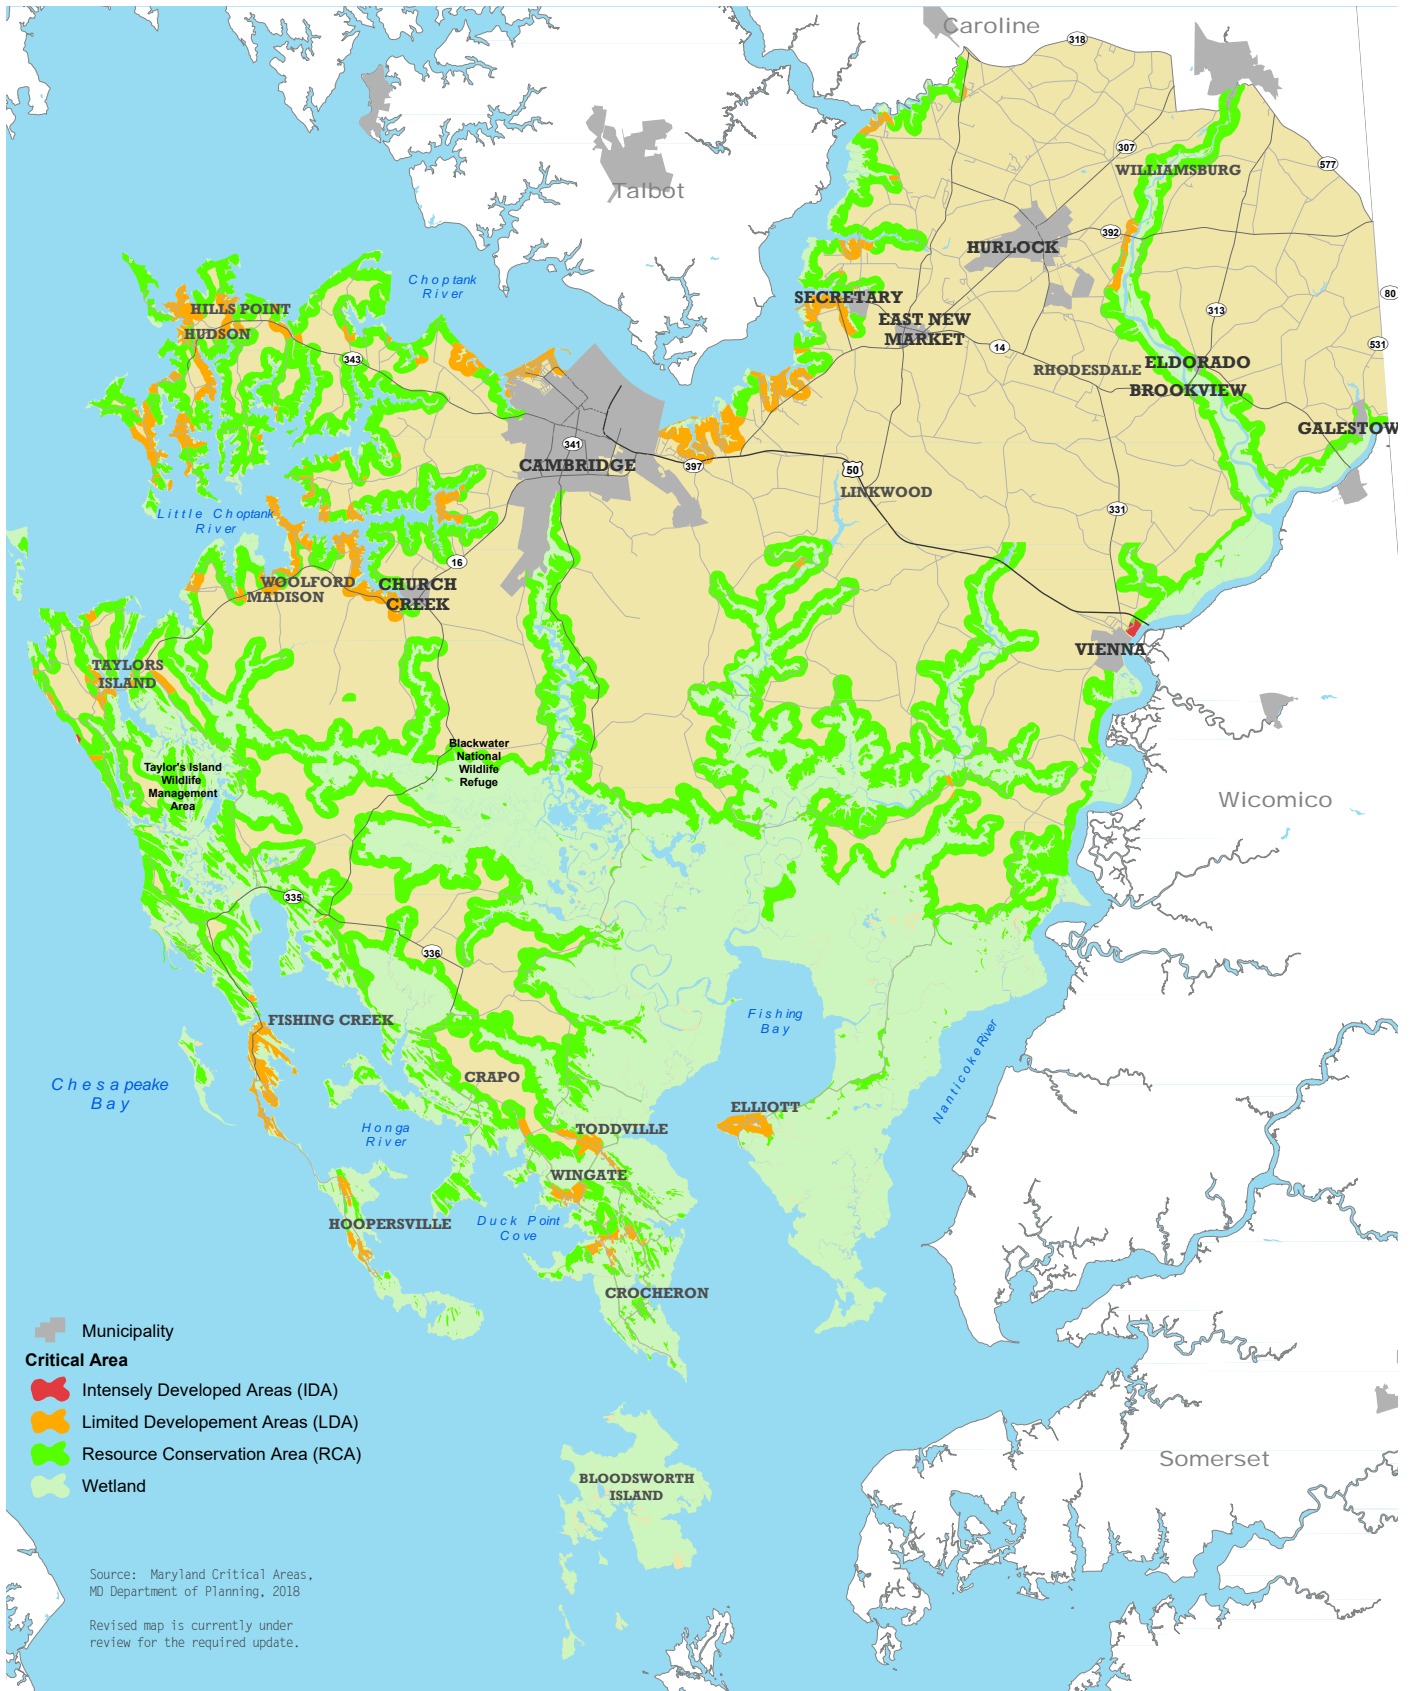 Caroline
318
307
577
WILLIAMSBURG
Talbot
392
HURLOCK
Choptank
River
80
SECRETARY
HILLS POINT
313
EAST NEW
MARKET
HUDSON
531
14
343
ELDORADO
RHODESDALE
BROOKVIEW
GALESTOW
341
CAMBRIDGE
397
50
LINKWOOD
331
Little Choptank
River
16
WOOLFORD
MADISON
CHURCH
CREEK
VIENNA
TAYLORS
ISLAND
Blackwater
National
Wildlife
Refuge
Taylor's Island
Wildlife
Management
Area
Wicomico
335
336
Fishing
Bay
FISHING CREEK
Nanticoke River
Chesapeake
Bay
CRAPO
ELLIOTT
Honga
River
TODDVILLE
WINGATE
HOOPERSVILLE
Duck Point
Cove
CROCHERON
Municipality
Critical Area
Intensely Developed Areas (IDA)
Limited Developement Areas (LDA)
Resource Conservation Area (RCA)
Wetland
Somerset
BLOODSWORTH
ISLAND
Source: Maryland Critical Areas,
MD Department of Planning, 2018
Revised map is currently under
review for the required update.